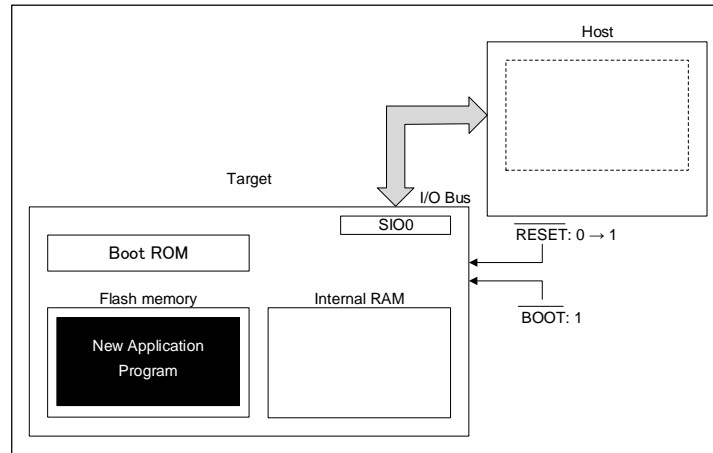 Host
Target
I/O Bus
SIO0
RESET: 0 → 1
Boot ROM
Flash memory
Internal RAM
BOOT: 1
New Application
Program